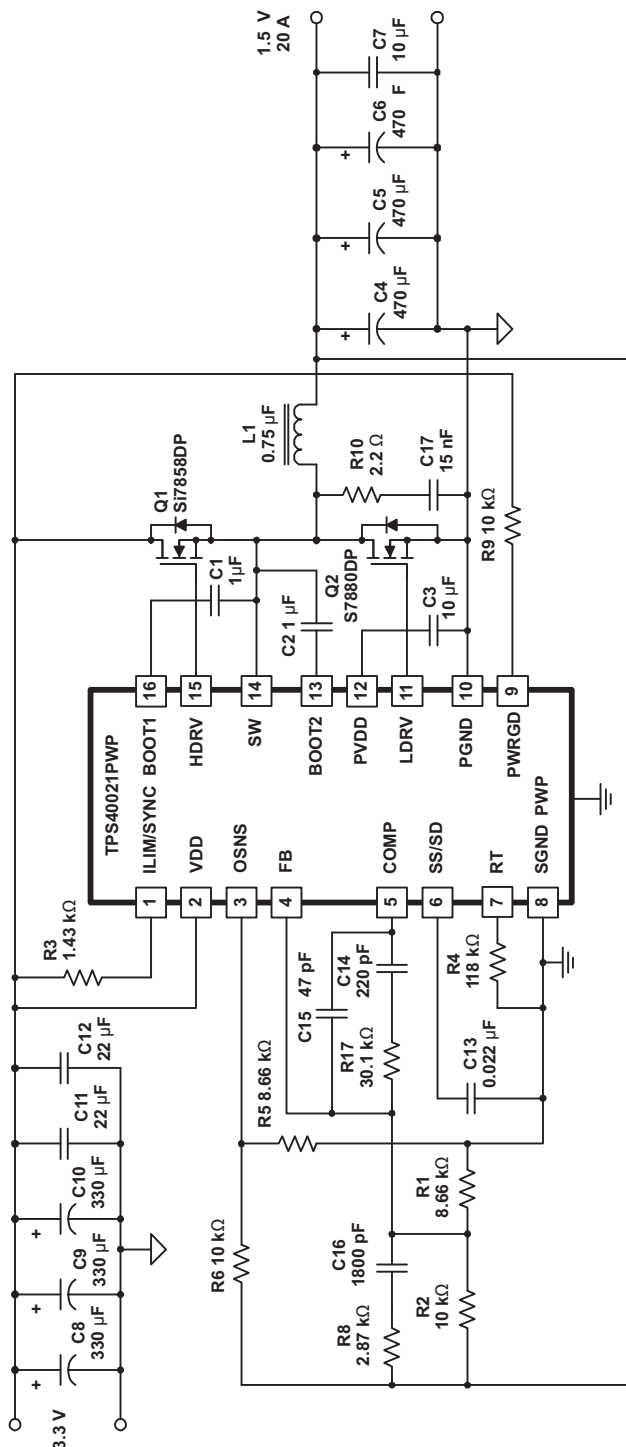 3.3 V
C8
330 µF
C9
330 µF
C10
330 µF
C11
22 µF
C12
22 µF
R3
1.43 kΩ
TPS40021PWP
1
ILIM/SYNC
BOOT1
16
2
VDD
HDRV
15
3
OSNS
SW
14
4
FB
BOOT2
13
PVDD
12
5
COMP
LDRV
11
6
SS/SD
PGND
10
7
RT
PWRGD
9
8
SGND
PWP
R6 10 kΩ
R5 8.66 kΩ
C15
47 pF
C14
220 pF
R17
30.1 kΩ
C16
1800 pF
R8
2.87 kΩ
R2
10 kΩ
R1
8.66 kΩ
C13
0.022 µF
R4
118 kΩ
Q1
Si7858DP
C1
1µF
C2 1 µF
Q2
S7880DP
C3
10 µF
L1
0.75 µF
R10
2.2 Ω
C17
15 nF
R9 10 kΩ
C4
470 µF
C5
470 µF
C6
470 F
C7
10 µF
1.5 V
20 A